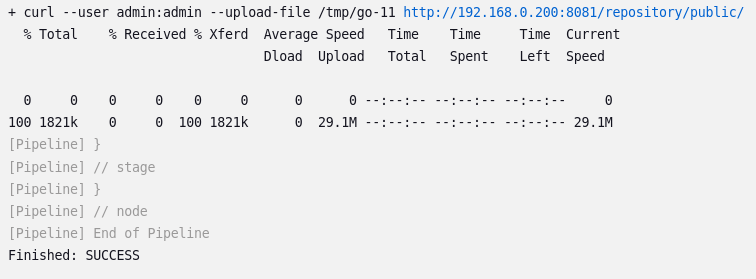 + curl --user admin:admin --upload-file /tmp/go-11 http://192.168.0.200:8081/repository/public/
  % Total    % Received % Xferd  Average Speed   Time    Time     Time  Current
                                 Dload  Upload   Total   Spent    Left  Speed
  0     0    0     0    0     0      0      0 --:--:-- --:--:-- --:--:--     0
100 1821k    0     0  100 1821k      0  29.1M --:--:-- --:--:-- --:--:-- 29.1M
[Pipeline] }
[Pipeline] // stage
[Pipeline] }
[Pipeline] // node
[Pipeline] End of Pipeline
Finished: SUCCESS